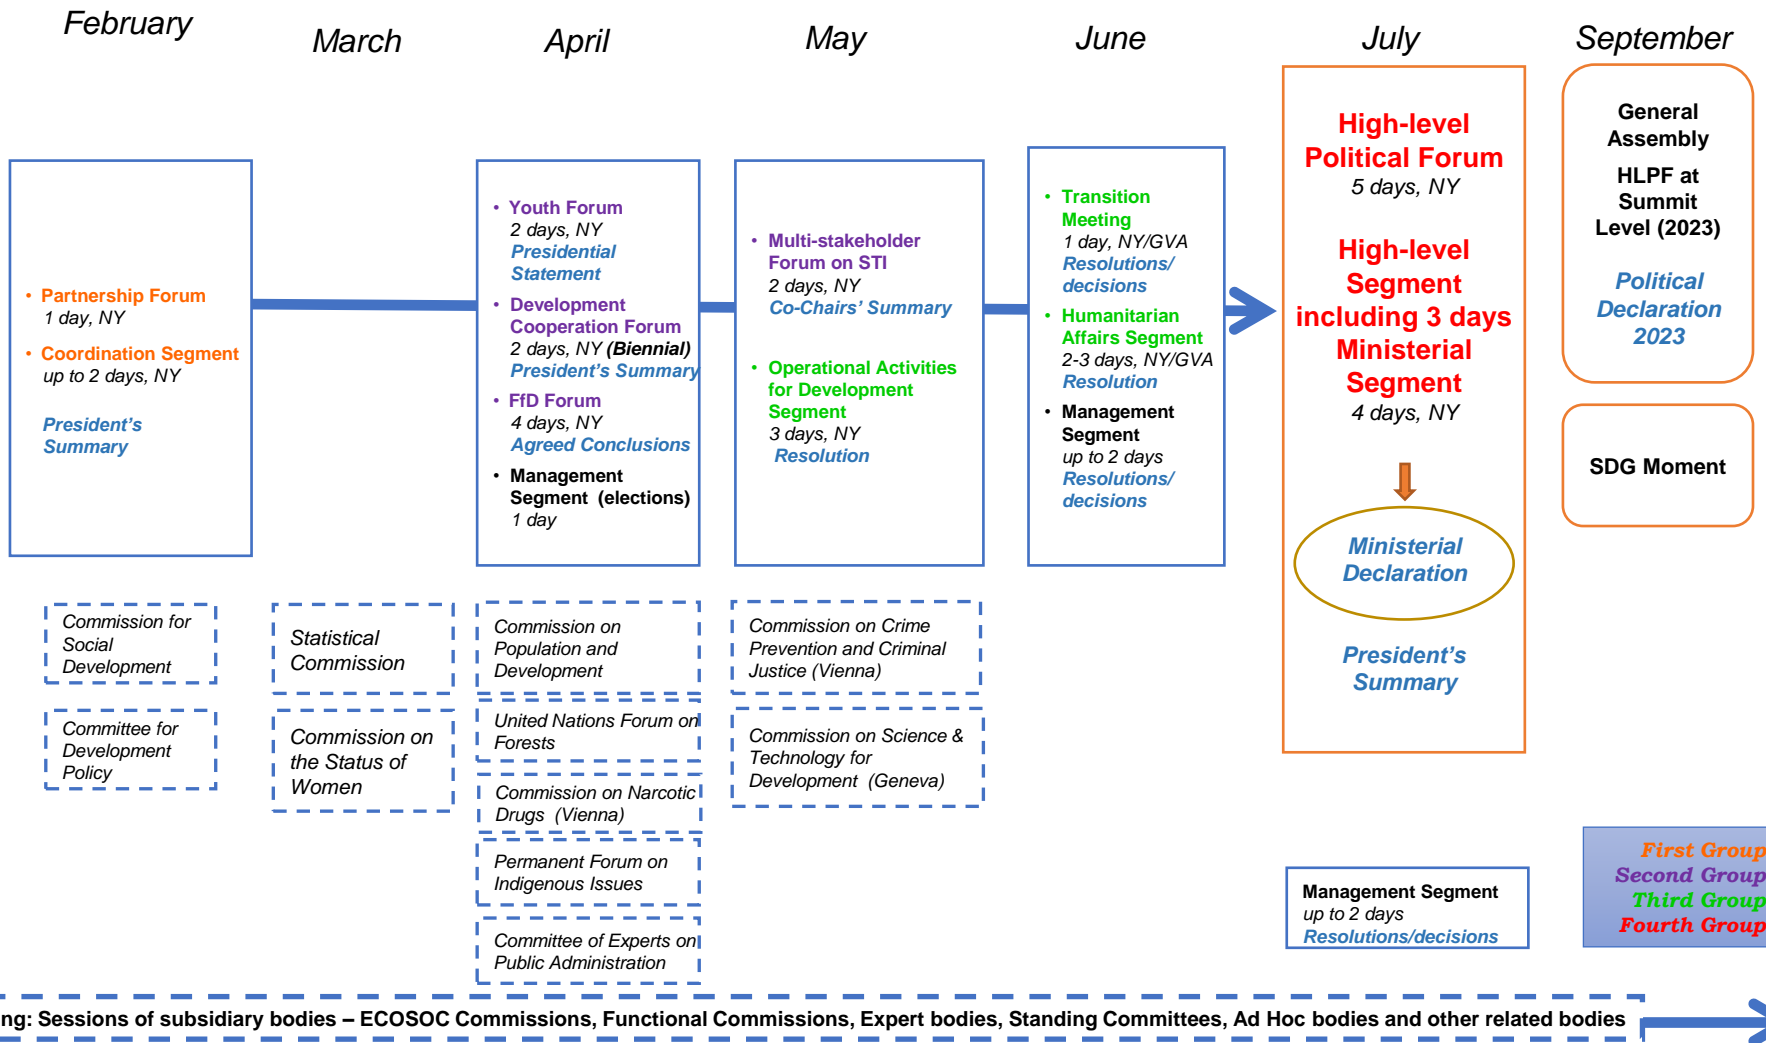 February
March
April
May
June
July
September
• Partnership Forum
1 day, NY
• Coordination Segment
up to 2 days, NY
President's
Summary
• Youth Forum
2 days, NY
Presidential
Statement
• Development
Cooperation Forum
2 days, NY (Biennial)
President's Summary
• FfD Forum
4 days, NY
Agreed Conclusions
• Management
Segment (elections)
1 day
• Multi-stakeholder
Forum on STI
2 days, NY
Co-Chairs' Summary
• Operational Activities
for Development
Segment
3 days, NY
Resolution
• Transition
Meeting
1 day, NY/GVA
Resolutions/
decisions
• Humanitarian
Affairs Segment
2-3 days, NY/GVA
Resolution
• Management
Segment
up to 2 days
Resolutions/
decisions
High-level
Political Forum
5 days, NY
High-level
Segment
including 3 days
Ministerial
Segment
4 days, NY
Ministerial
Declaration
President's
Summary
General
Assembly
HLPF at
Summit
Level (2023)
Political
Declaration
2023
SDG Moment
Commission for
Social
Development
Committee for
Development
Policy
Statistical
Commission
Commission on
the Status of
Women
Commission on
Population and
Development
United Nations Forum on
Forests
Commission on Narcotic
Drugs (Vienna)
Permanent Forum on
Indigenous Issues
Committee of Experts on
Public Administration
Commission on Crime
Prevention and Criminal
Justice (Vienna)
Commission on Science &
Technology for
Development (Geneva)
Management Segment
up to 2 days
Resolutions/decisions
First Group
Second Group
Third Group
Fourth Group
ng: Sessions of subsidiary bodies – ECOSOC Commissions, Functional Commissions, Expert bodies, Standing Committees, Ad Hoc bodies and other related bodies